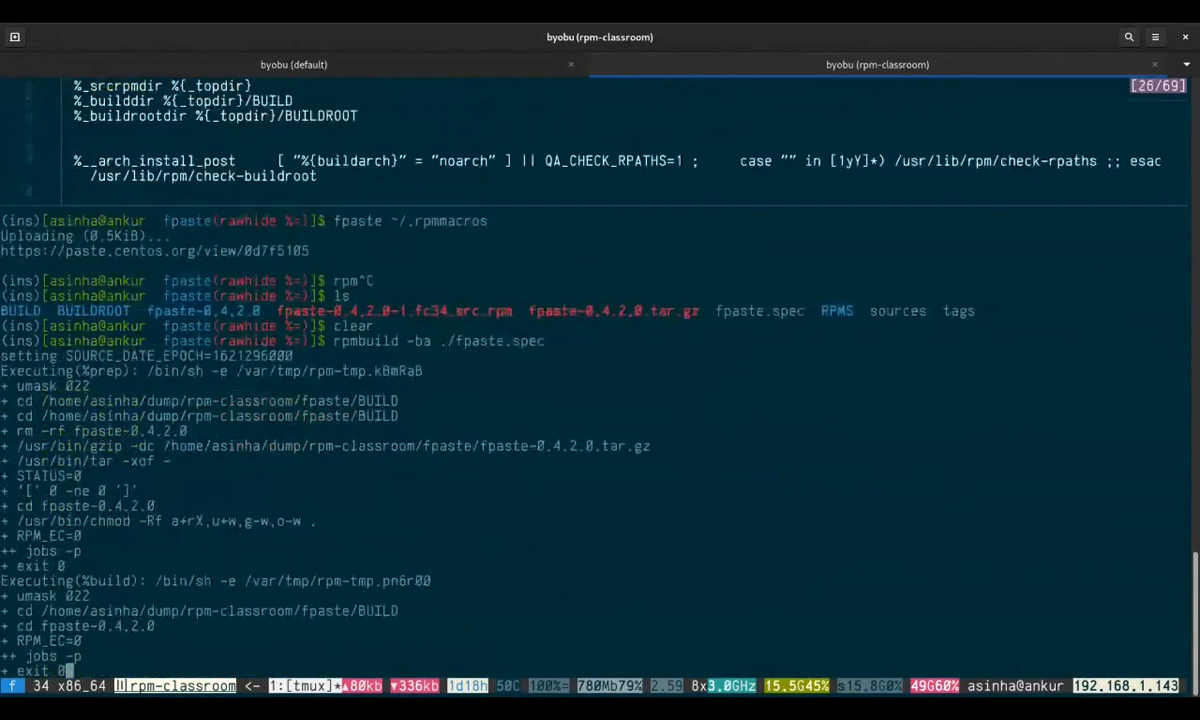 byobu (rpm-classroom)
byobu (default)
byobu (rpm-classroom)
%_srcrpmdir %{_topdir}
[26/69]
%_builddir %{_topdir}/BUILD
%_buildrootdir %{_topdir}/BUILDROOT
%__arch_install_post [ "%{buildarch}" = "noarch" ] || QA_CHECK_RPATHS=1 ; case "" in [1yY]*) /usr/lib/rpm/check-rpaths ;; esac
/usr/lib/rpm/check-buildroot
(ins)[asinha@ankur fpaste(rawhide %=)]$ fpaste ~/.rpmmacros
Uploading (0.5KiB)...
https://paste.centos.org/view/0d7f5105
(ins)[asinha@ankur fpaste(rawhide %=)]$ rpm^C
(ins)[asinha@ankur fpaste(rawhide %=)]$ ls
BUILD BUILDROOT fpaste-0.4.2.0 fpaste-0.4.2.0-1.fc34.src.rpm fpaste-0.4.2.0.tar.gz fpaste.spec RPMS sources tags
(ins)[asinha@ankur fpaste(rawhide %=)]$ clear
(ins)[asinha@ankur fpaste(rawhide %=)]$ rpmbuild -ba ./fpaste.spec
setting SOURCE_DATE_EPOCH=1621296000
Executing(%prep): /bin/sh -e /var/tmp/rpm-tmp.kBmRaB
+ umask 022
+ cd /home/asinha/dump/rpm-classroom/fpaste/BUILD
+ cd /home/asinha/dump/rpm-classroom/fpaste/BUILD
+ rm -rf fpaste-0.4.2.0
+ /usr/bin/gzip -dc /home/asinha/dump/rpm-classroom/fpaste/fpaste-0.4.2.0.tar.gz
+ /usr/bin/tar -xof -
+ STATUS=0
+ '[' 0 -ne 0 ']'
+ cd fpaste-0.4.2.0
+ /usr/bin/chmod -Rf a+rX,u+w,g-w,o-w .
+ RPM_EC=0
++ jobs -p
+ exit 0
Executing(%build): /bin/sh -e /var/tmp/rpm-tmp.pn6r00
+ umask 022
+ cd /home/asinha/dump/rpm-classroom/fpaste/BUILD
+ cd fpaste-0.4.2.0
+ RPM_EC=0
++ jobs -p
+ exit 0
f 34 x86_64 rpm-classroom <- 1:[tmux]*▲80kb ▼336kb 1d18h 50C 100%= 780Mb79% 2.59 8x3.0GHz 15.5G45% s15.8G0% 49G60% asinha@ankur 192.168.1.143